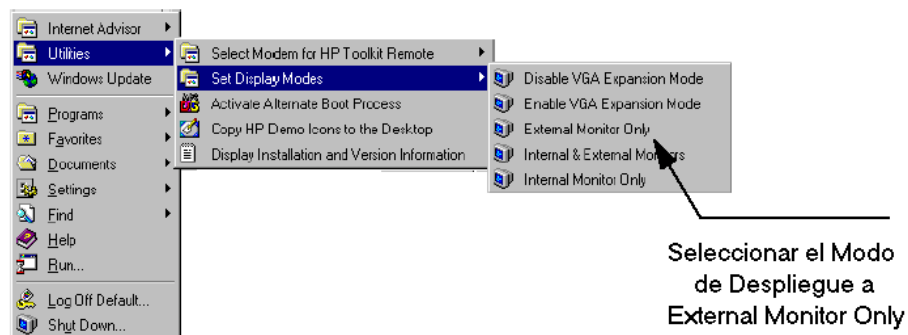 Internet Advisor
Utilities
Windows Update
Programs
Favorites
Documents
Settings
Find
Help
Run...
Log Off Default...
Shut Down...
Select Modem for HP Toolkit Remote
Set Display Modes
Activate Alternate Boot Process
Copy HP Demo Icons to the Desktop
Display Installation and Version Information
Disable VGA Expansion Mode
Enable VGA Expansion Mode
External Monitor Only
Internal & External Monitors
Internal Monitor Only
Seleccionar el Modo
de Despliegue a
External Monitor Only